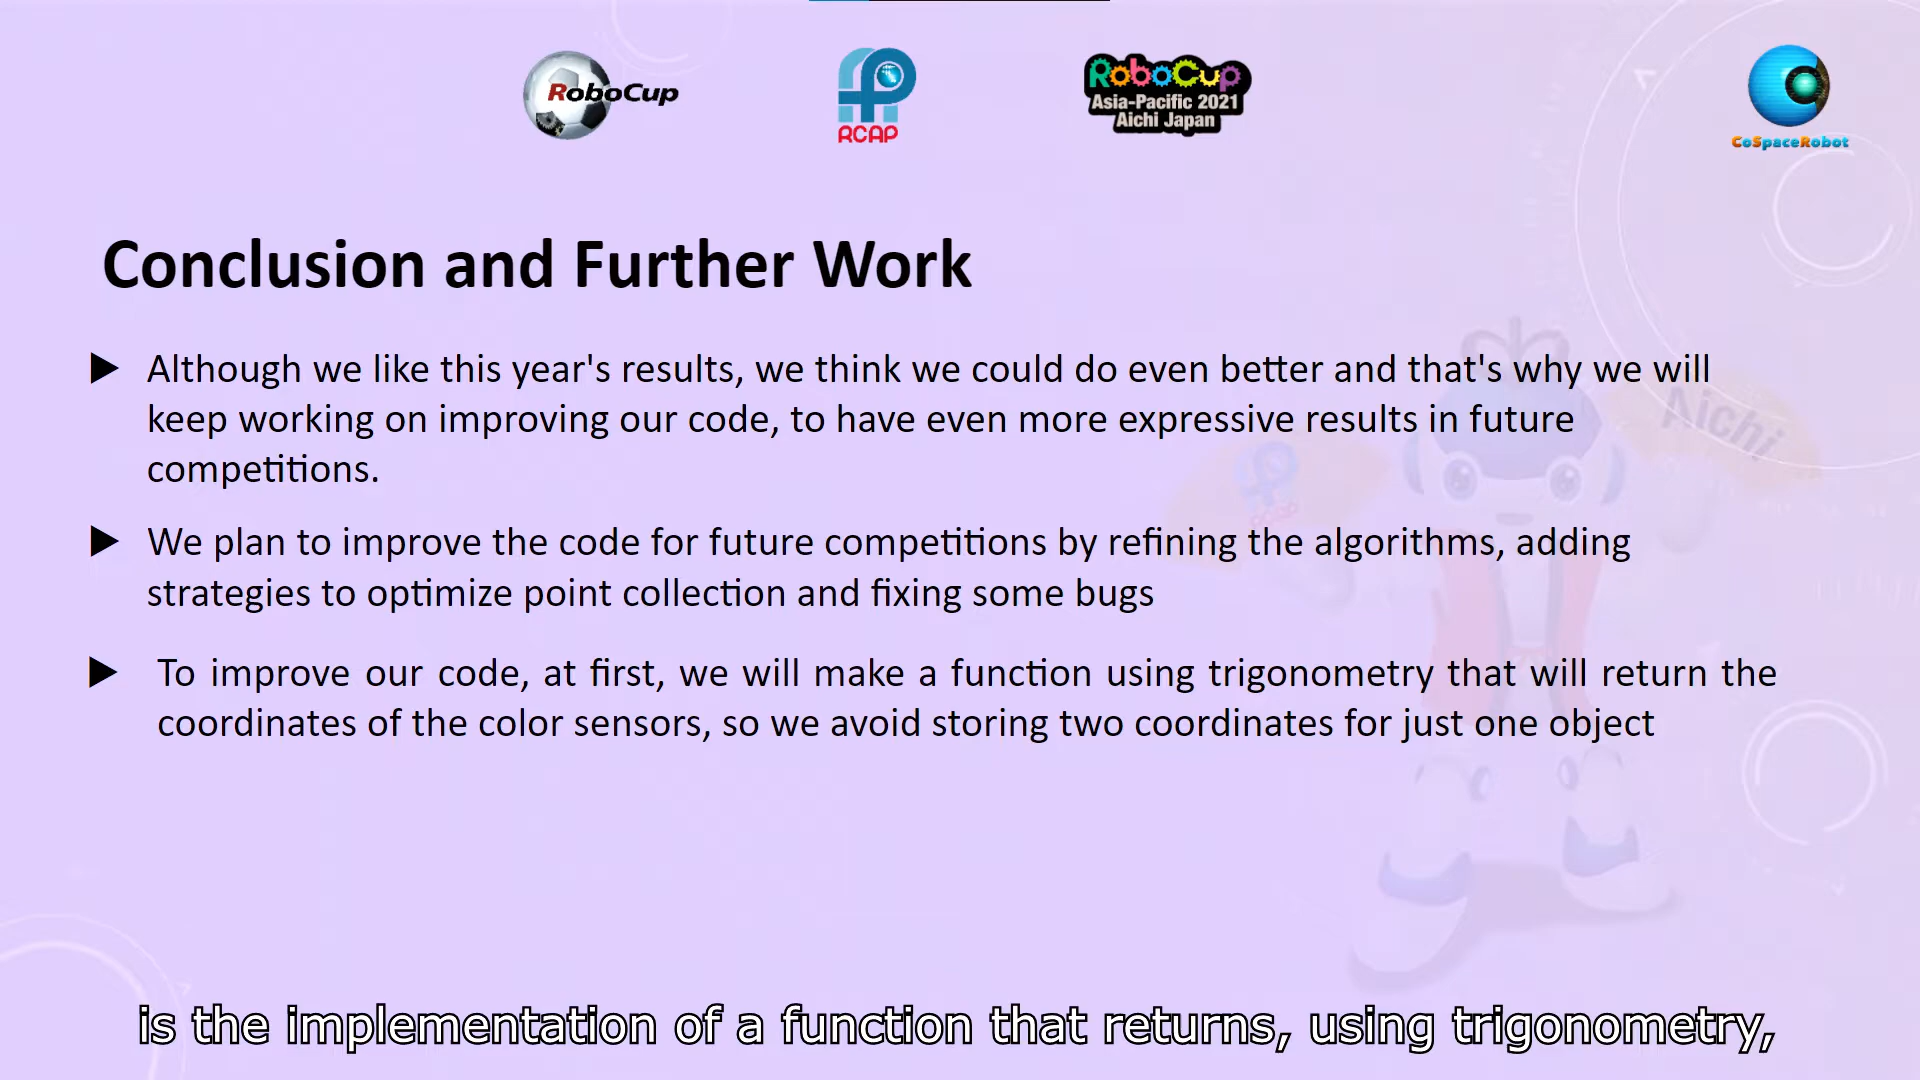 RoboCup
RCAP
RoboCup
Asia-Pacific 2021
Aichi Japan
CoSpaceRobot
Conclusion and Further Work
Although we like this year's results, we think we could do even better and that's why we will
keep working on improving our code, to have even more expressive results in future
competitions.
Aichi
RCAP
We plan to improve the code for future competitions by refining the algorithms, adding
strategies to optimize point collection and fixing some bugs
To improve our code, at first, we will make a function using trigonometry that will return the
coordinates of the color sensors, so we avoid storing two coordinates for just one object
is the implementation of a function that returns, using trigonometry,